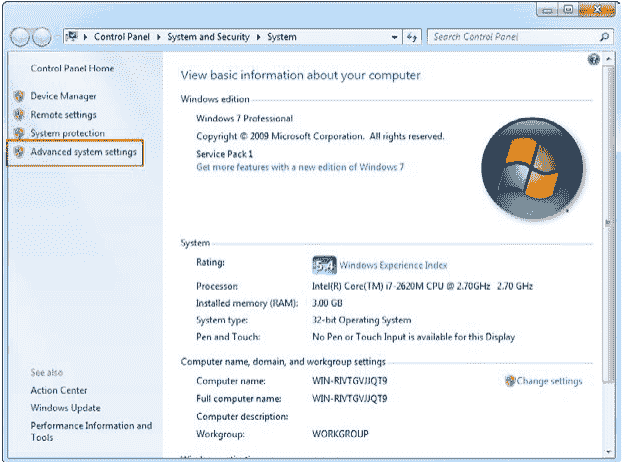 Control Panel ▸ System and Security ▸ System
Search Control Panel
Control Panel Home
Device Manager
Remote settings
System protection
Advanced system settings
See also
Action Center
Windows Update
Performance Information and
Tools
View basic information about your computer
Windows edition
Windows 7 Professional
Copyright © 2009 Microsoft Corporation. All rights reserved.
Service Pack 1
Get more features with a new edition of Windows 7
System
Rating: 5.4 Windows Experience Index
Processor: Intel(R) Core(TM) i7-2620M CPU @ 2.70GHz 2.70 GHz
Installed memory (RAM): 3.00 GB
System type: 32-bit Operating System
Pen and Touch: No Pen or Touch Input is available for this Display
Computer name, domain, and workgroup settings
Computer name: WIN-RIVTGVJJQT9 Change settings
Full computer name: WIN-RIVTGVJJQT9
Computer description:
Workgroup: WORKGROUP